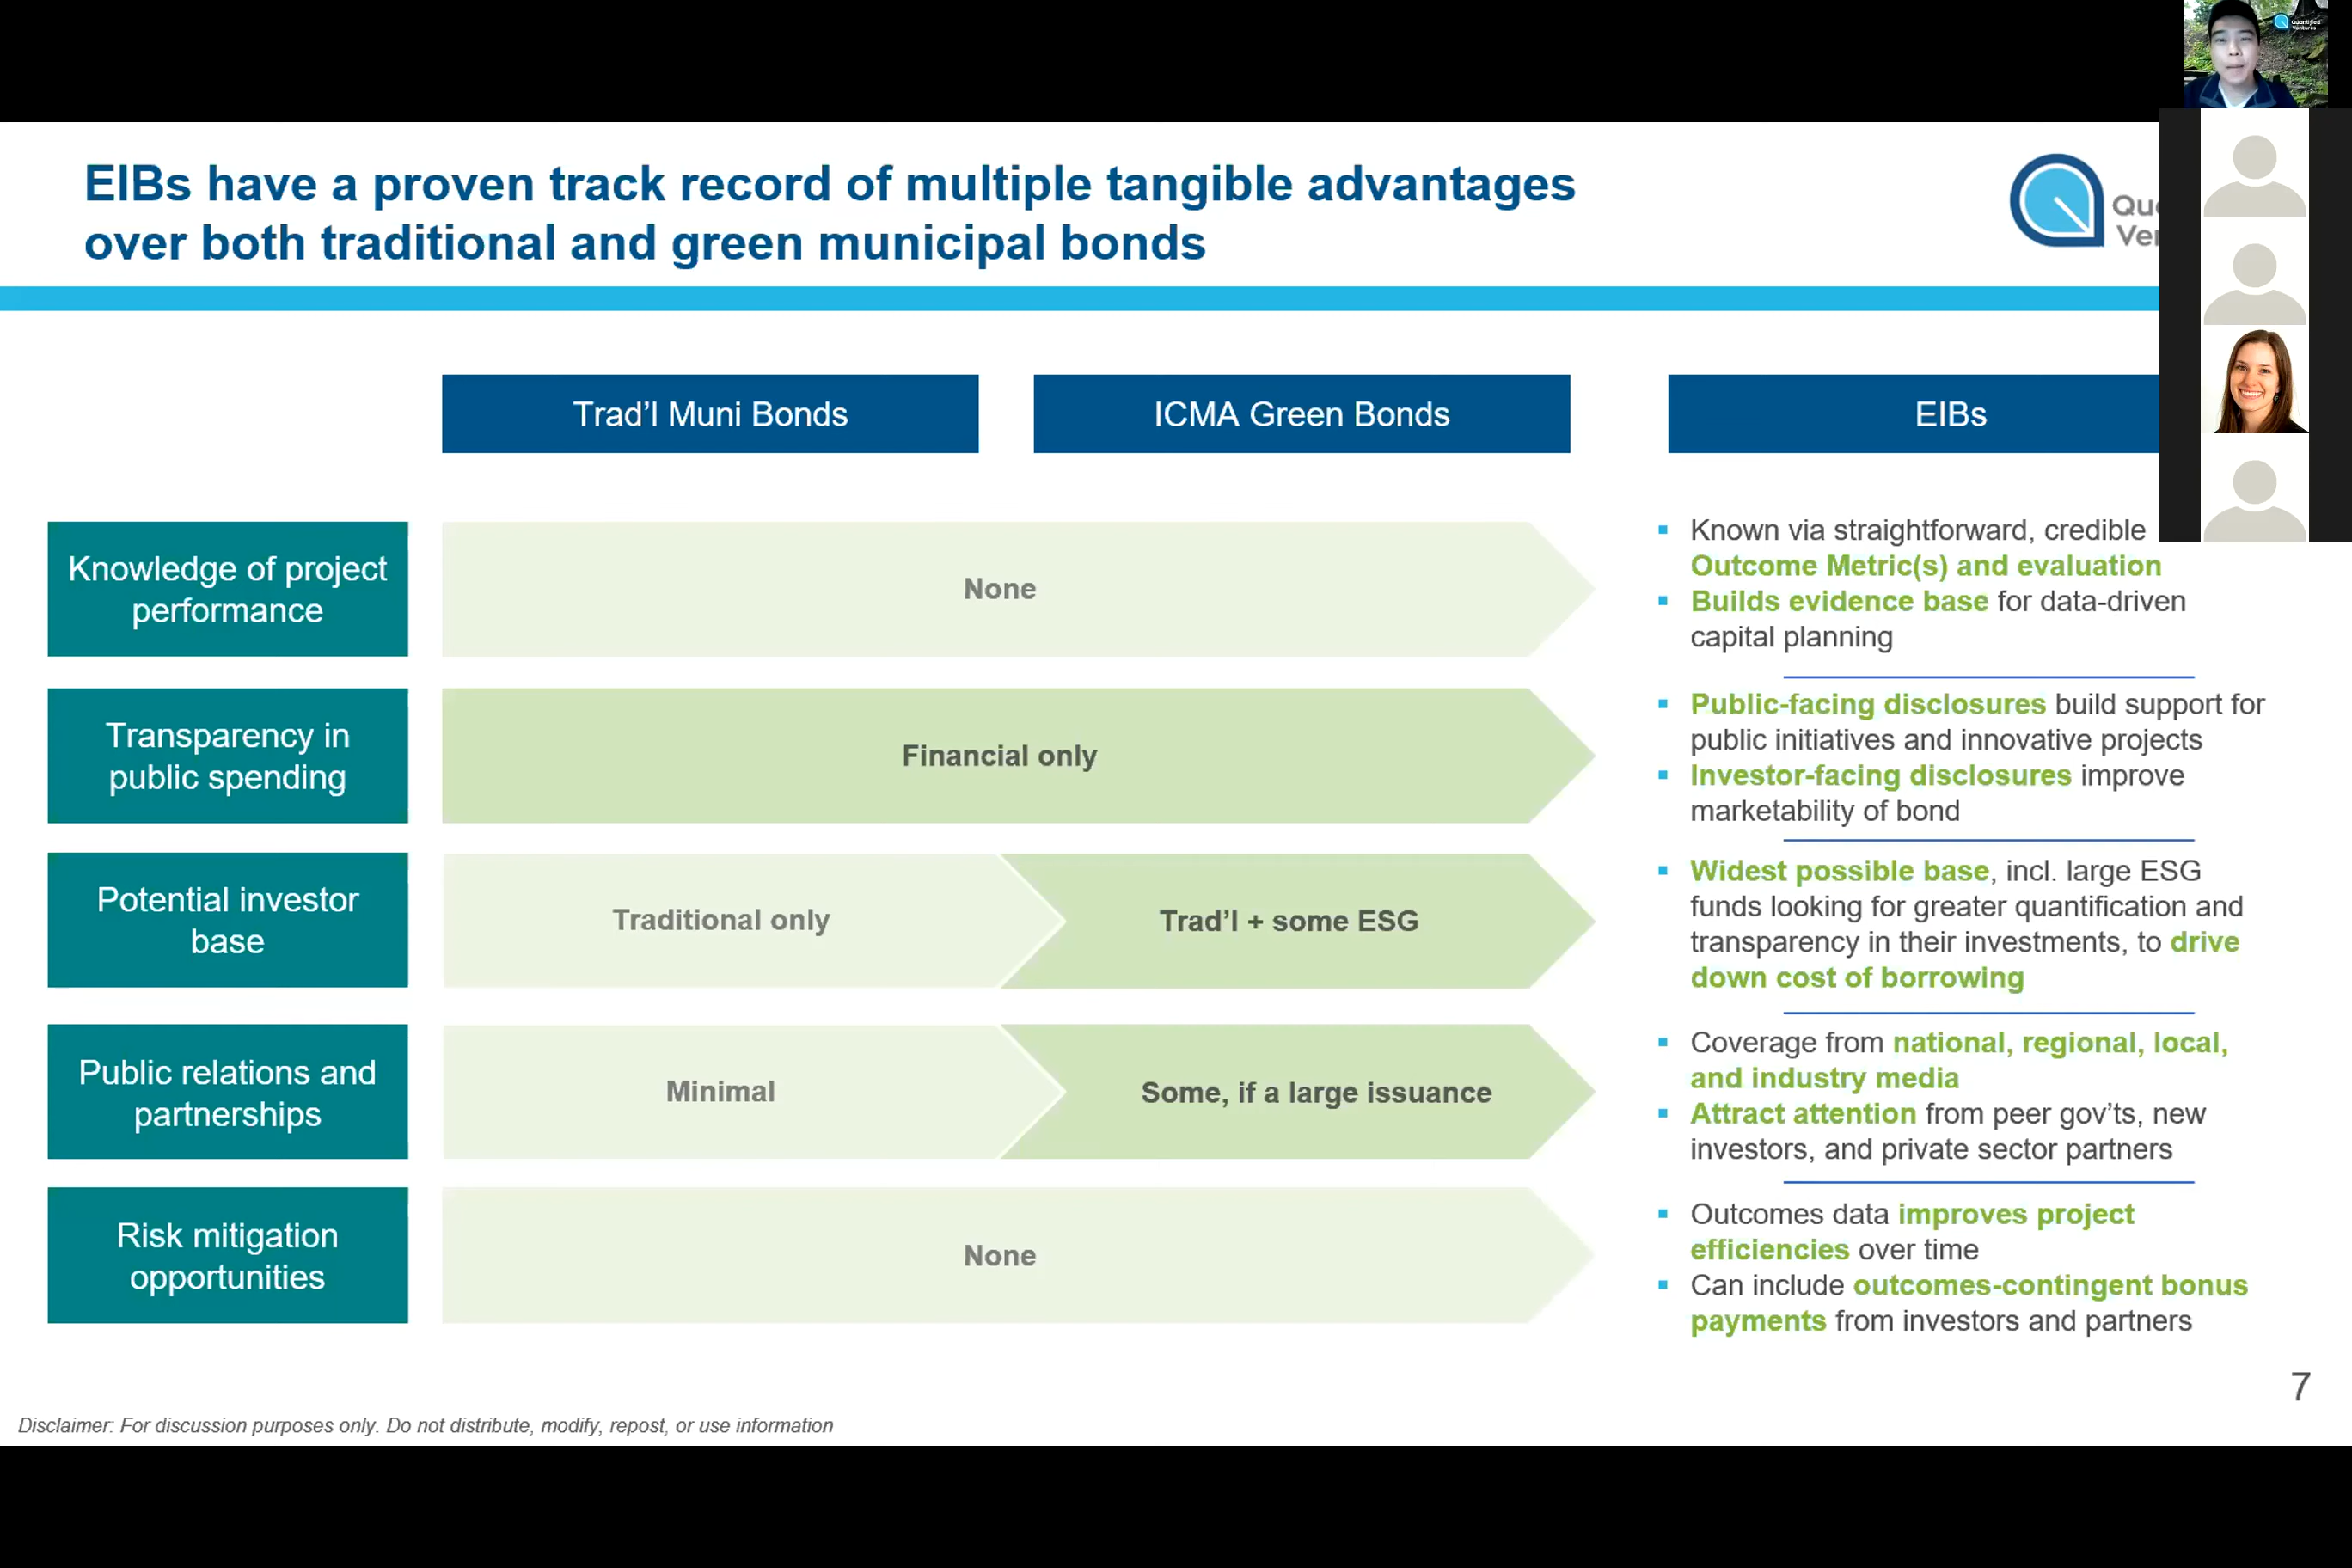 Quantified
Ventures
EIBs have a proven track record of multiple tangible advantages
over both traditional and green municipal bonds
Trad'l Muni Bonds
ICMA Green Bonds
EIBs
Knowledge of project
performance
None
▪ Known via straightforward, credible
Outcome Metric(s) and evaluation
▪ Builds evidence base for data-driven
capital planning
Transparency in
public spending
Financial only
▪ Public-facing disclosures build support for
public initiatives and innovative projects
▪ Investor-facing disclosures improve
marketability of bond
Potential investor
base
Traditional only
Trad'l + some ESG
▪ Widest possible base, incl. large ESG
funds looking for greater quantification and
transparency in their investments, to drive
down cost of borrowing
Public relations and
partnerships
Minimal
Some, if a large issuance
▪ Coverage from national, regional, local,
and industry media
▪ Attract attention from peer gov'ts, new
investors, and private sector partners
Risk mitigation
opportunities
None
▪ Outcomes data improves project
efficiencies over time
▪ Can include outcomes-contingent bonus
payments from investors and partners
7
Disclaimer: For discussion purposes only. Do not distribute, modify, repost, or use information